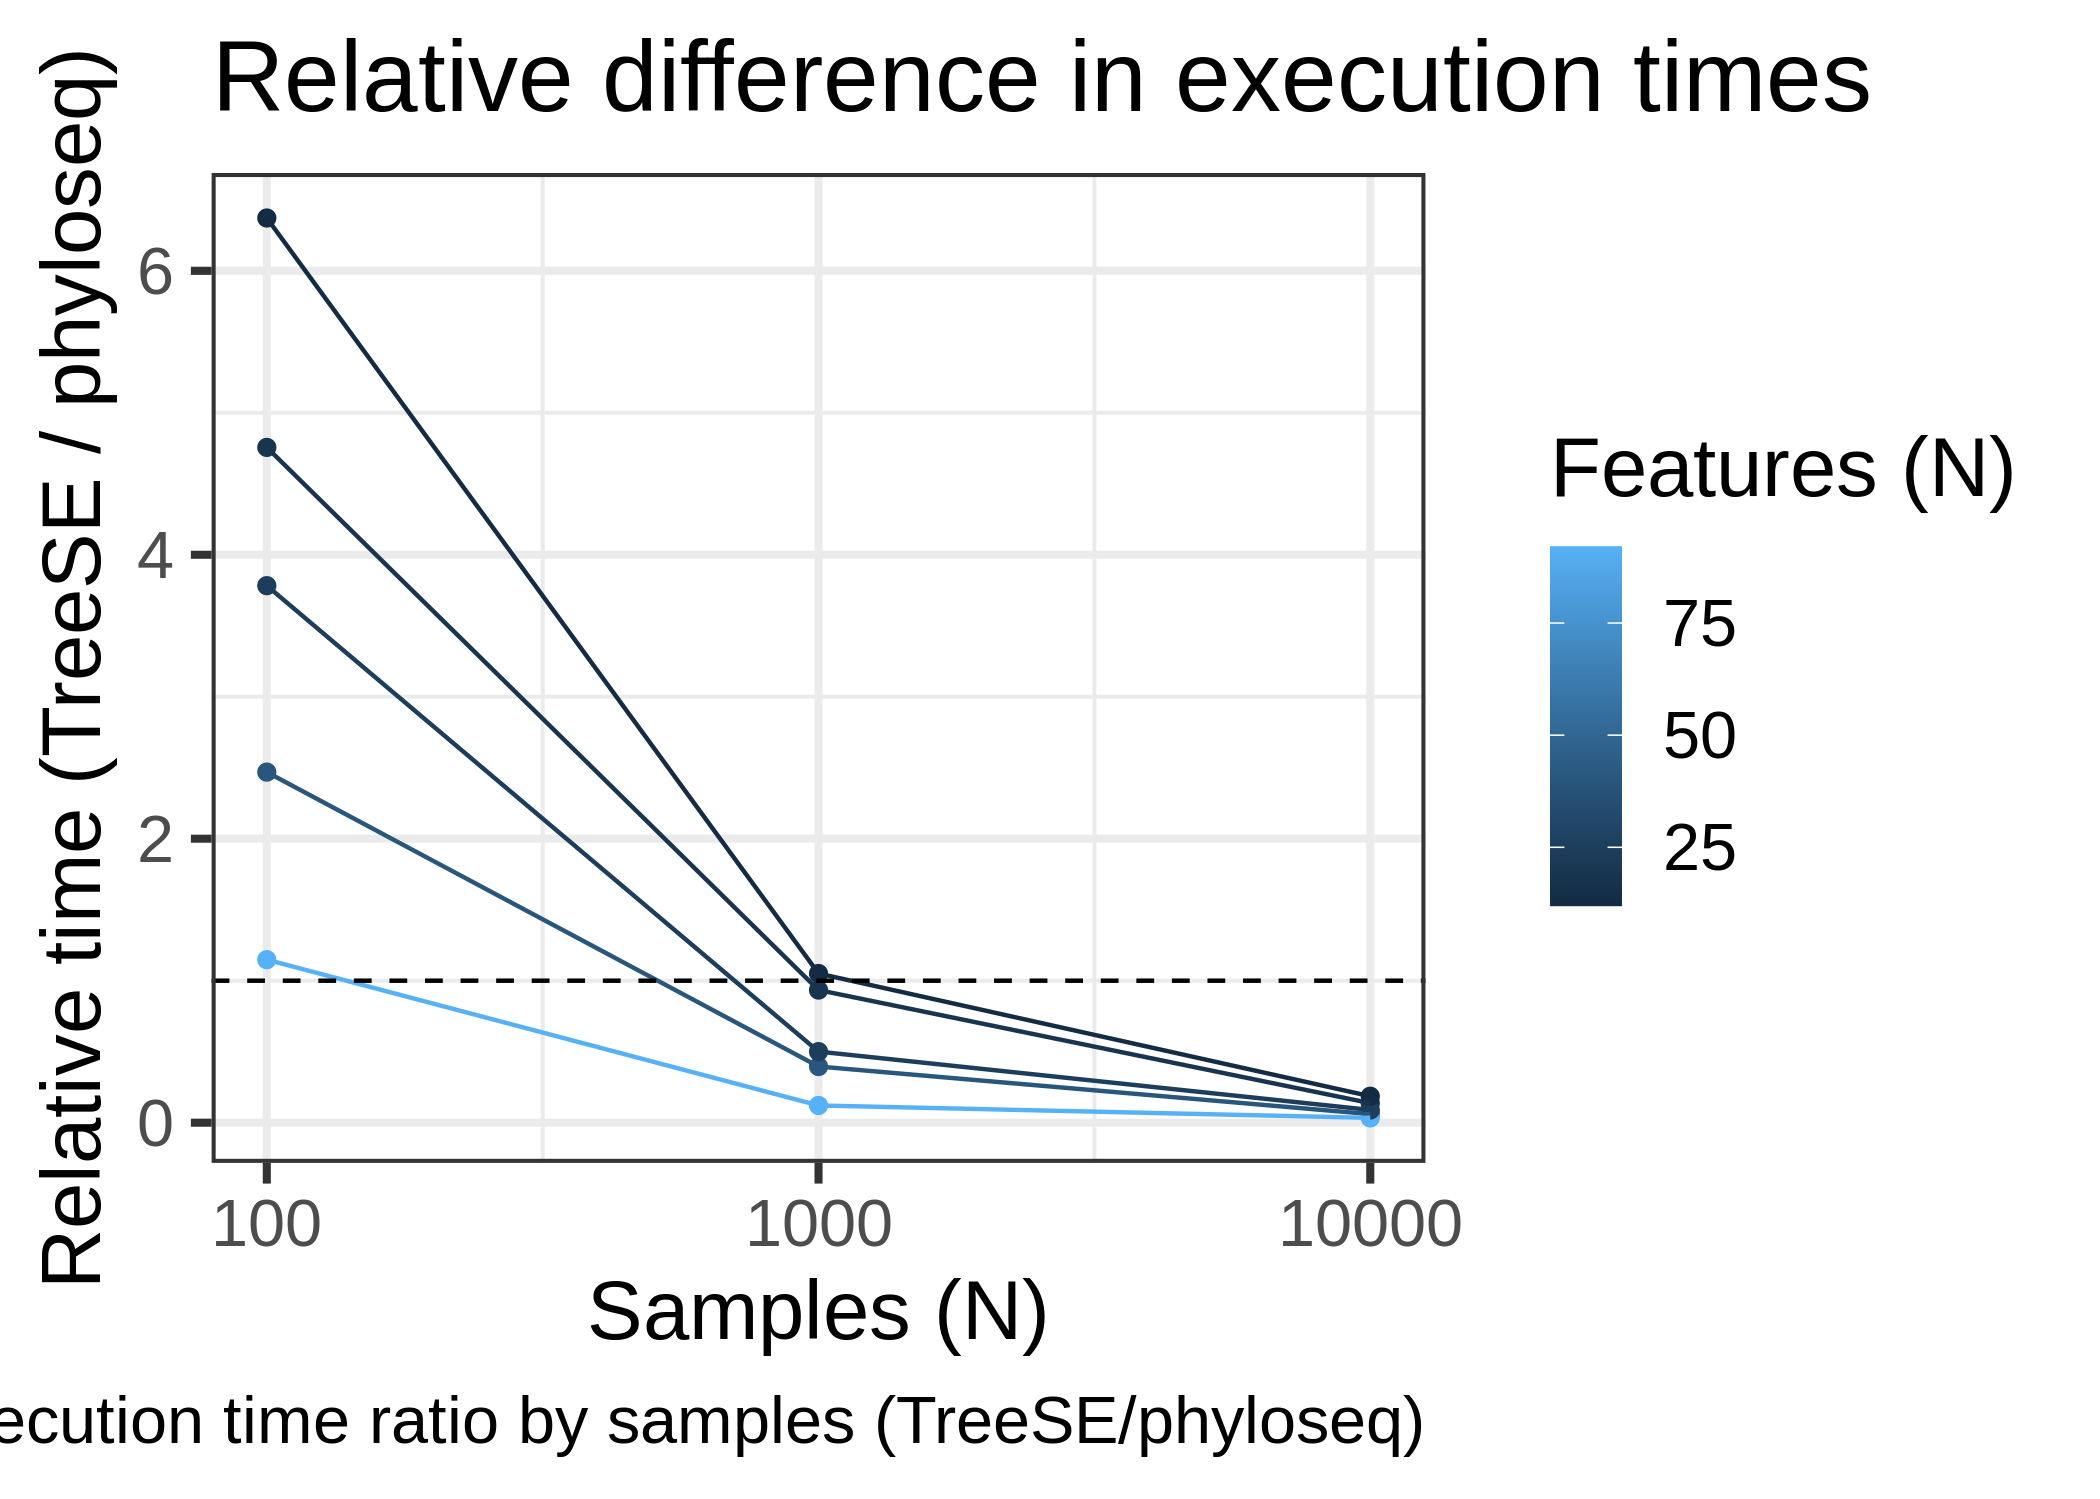 Relative difference in execution times
Relative time (TreeSE / phyloseq)
6
4
2
0
100 1000 10000
Samples (N)
Features (N)
75
50
25
ecution time ratio by samples (TreeSE/phyloseq)